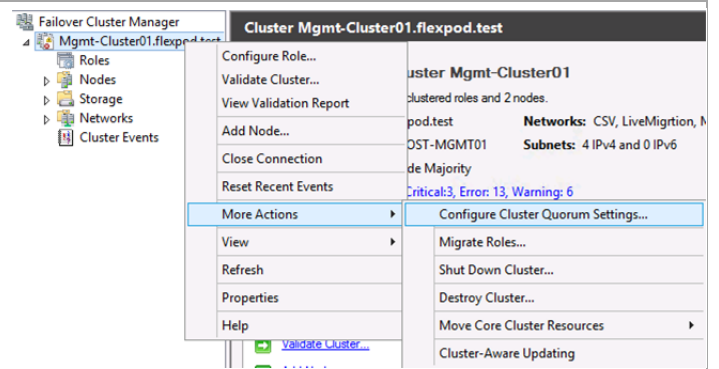 Failover Cluster Manager
Mgmt-Cluster01.flexpod.test
Roles
Nodes
Storage
Networks
Cluster Events
Cluster Mgmt-Cluster01.flexpod.test
uster Mgmt-Cluster01
clustered roles and 2 nodes.
pod.test Networks: CSV, LiveMigrtion, M
OST-MGMT01 Subnets: 4 IPv4 and 0 IPv6
de Majority
Critical:3, Error: 13, Warning: 6
Configure Role...
Validate Cluster...
View Validation Report
Add Node...
Close Connection
Reset Recent Events
More Actions
View
Refresh
Properties
Help
Configure Cluster Quorum Settings...
Migrate Roles...
Shut Down Cluster...
Destroy Cluster...
Move Core Cluster Resources
Cluster-Aware Updating
Validate Cluster...